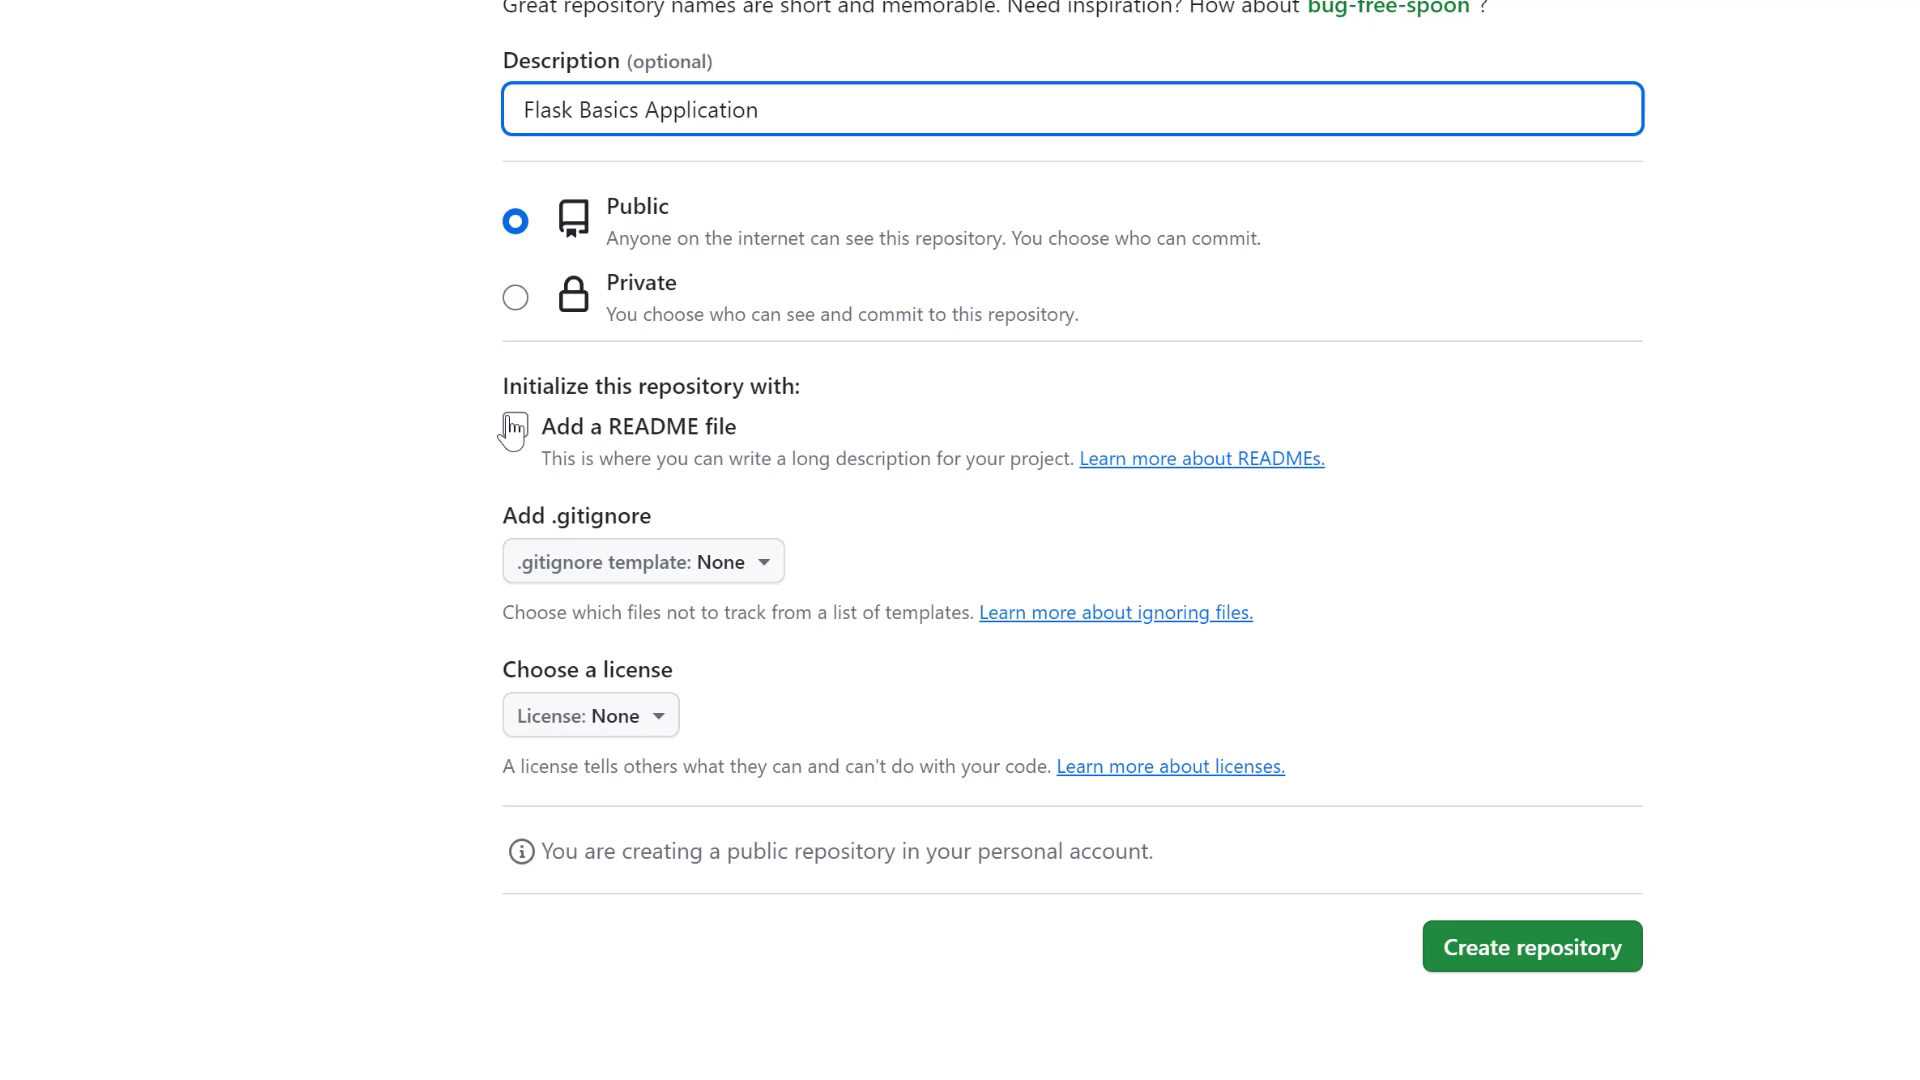 Great repository names are short and memorable. Need inspiration? How about bug-free-spoon ?
Description (optional)
Flask Basics Application
Public
Anyone on the internet can see this repository. You choose who can commit.
Private
You choose who can see and commit to this repository.
Initialize this repository with:
Add a README file
This is where you can write a long description for your project. Learn more about READMEs.
Add .gitignore
.gitignore template: None
Choose which files not to track from a list of templates. Learn more about ignoring files.
Choose a license
License: None
A license tells others what they can and can't do with your code. Learn more about licenses.
You are creating a public repository in your personal account.
Create repository